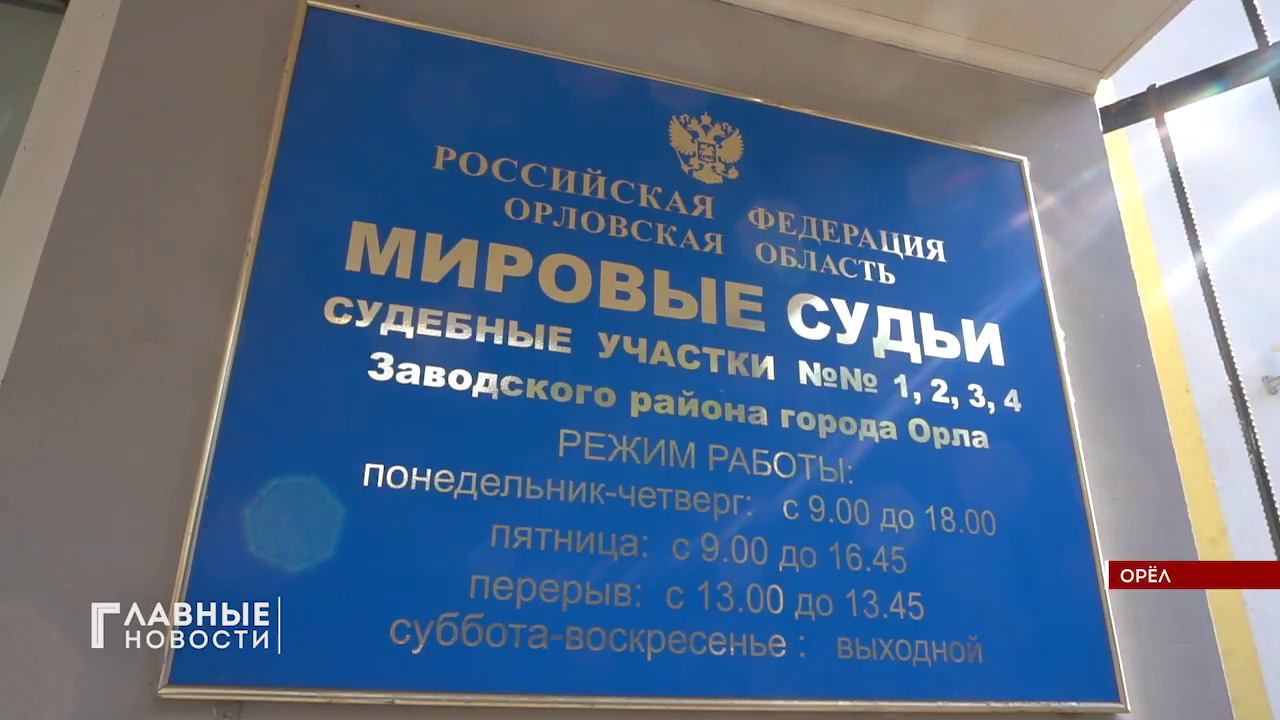 РОССИЙСКАЯ ФЕДЕРАЦИЯ
ОРЛОВСКАЯ ОБЛАСТЬ
МИРОВЫЕ СУДЬИ
СУДЕБНЫЕ УЧАСТКИ №№ 1, 2, 3, 4
Заводского района города Орла
РЕЖИМ РАБОТЫ:
понедельник-четверг: с 9.00 до 18.00
пятница: с 9.00 до 16.45
перерыв: с 13.00 до 13.45
суббота-воскресенье : выходной
ОРЁЛ
ГЛАВНЫЕ
НОВОСТИ